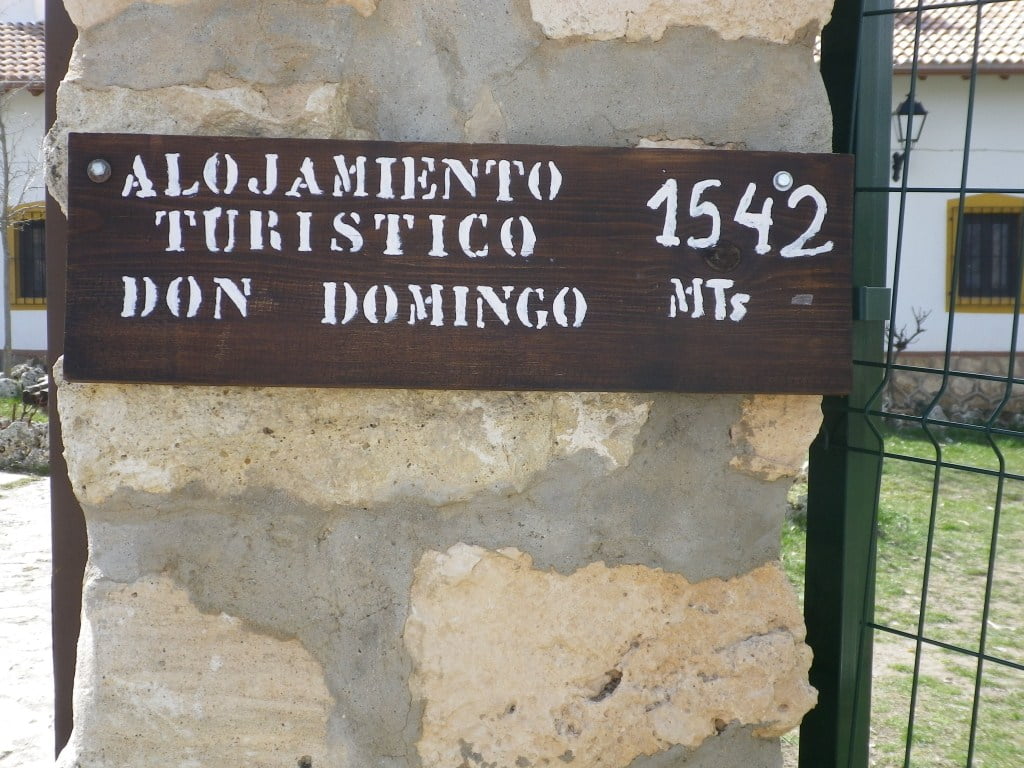 ALOJAMIENTO
TURISTICO
DON DOMINGO
1542
MTs